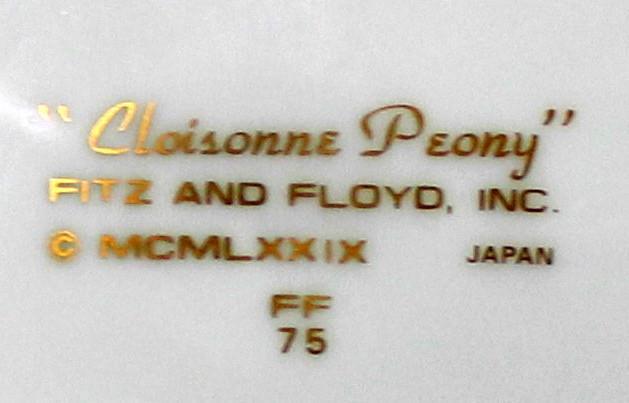 "Cloisonne Peony"
FITZ AND FLOYD, INC.
© MCMLXXIX JAPAN
FF
75